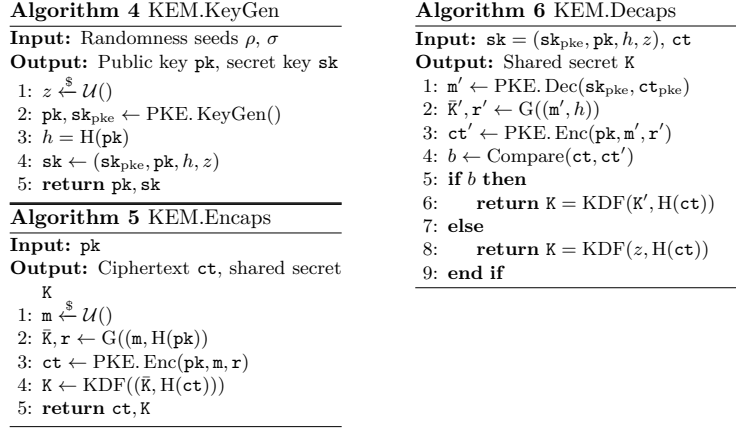 Algorithm 4 KEM.KeyGen
Input: Randomness seeds ρ, σ
Output: Public key pk, secret key sk
1: z ←$ U()
2: pk, sk_pke ← PKE. KeyGen()
3: h = H(pk)
4: sk ← (sk_pke, pk, h, z)
5: return pk, sk
Algorithm 5 KEM.Encaps
Input: pk
Output: Ciphertext ct, shared secret
K
1: m ←$ U()
2: K̄, r ← G((m, H(pk))
3: ct ← PKE. Enc(pk, m, r)
4: K ← KDF((K̄, H(ct)))
5: return ct, K
Algorithm 6 KEM.Decaps
Input: sk = (sk_pke, pk, h, z), ct
Output: Shared secret K
1: m′ ← PKE. Dec(sk_pke, ct_pke)
2: K̄′, r′ ← G((m′, h))
3: ct′ ← PKE. Enc(pk, m′, r′)
4: b ← Compare(ct, ct′)
5: if b then
6: return K = KDF(K′, H(ct))
7: else
8: return K = KDF(z, H(ct))
9: end if